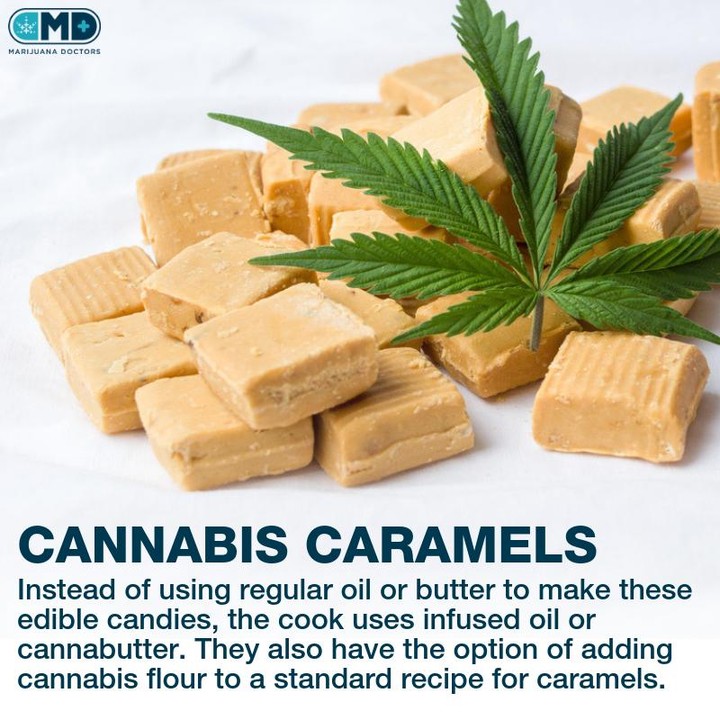 MD
MARIJUANA DOCTORS
CANNABIS CARAMELS
Instead of using regular oil or butter to make these
edible candies, the cook uses infused oil or
cannabutter. They also have the option of adding
cannabis flour to a standard recipe for caramels.